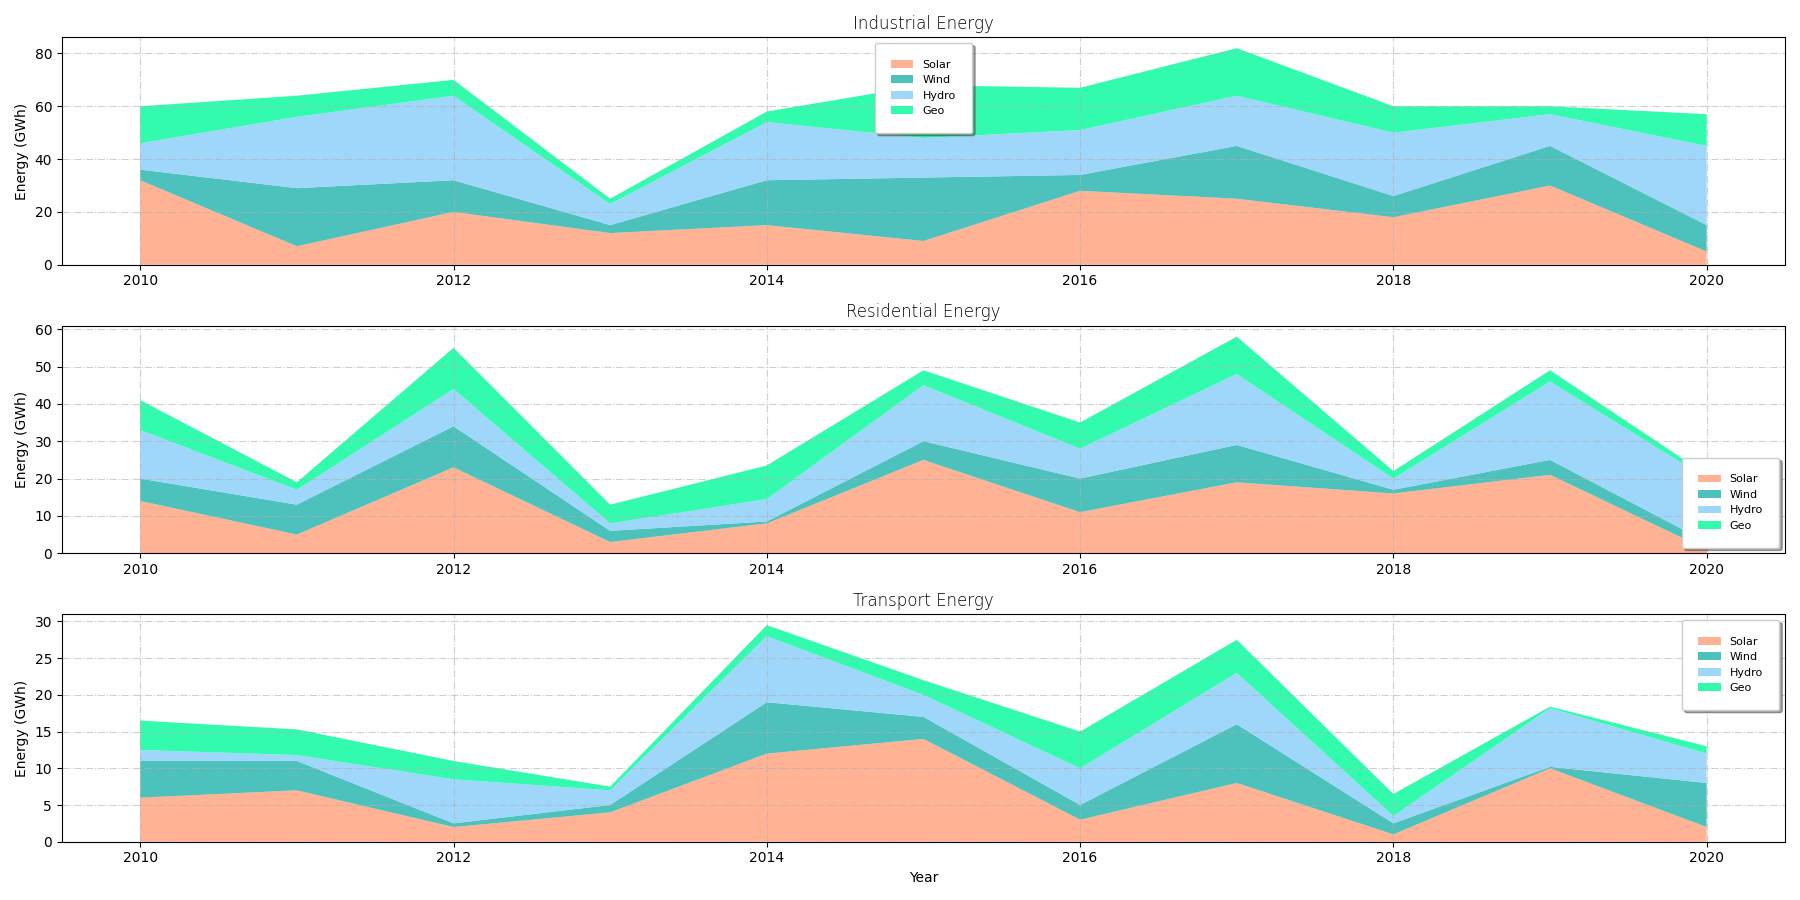 Industrial Energy
Energy (GWh)
80
60
40
20
0
Solar
Wind
Hydro
Geo
2010 2012 2014 2016 2018 2020
Residential Energy
Energy (GWh)
60
50
40
30
20
10
0
Solar
Wind
Hydro
Geo
2010 2012 2014 2016 2018 2020
Transport Energy
Energy (GWh)
30
25
20
15
10
5
0
Solar
Wind
Hydro
Geo
2010 2012 2014 2016 2018 2020
Year